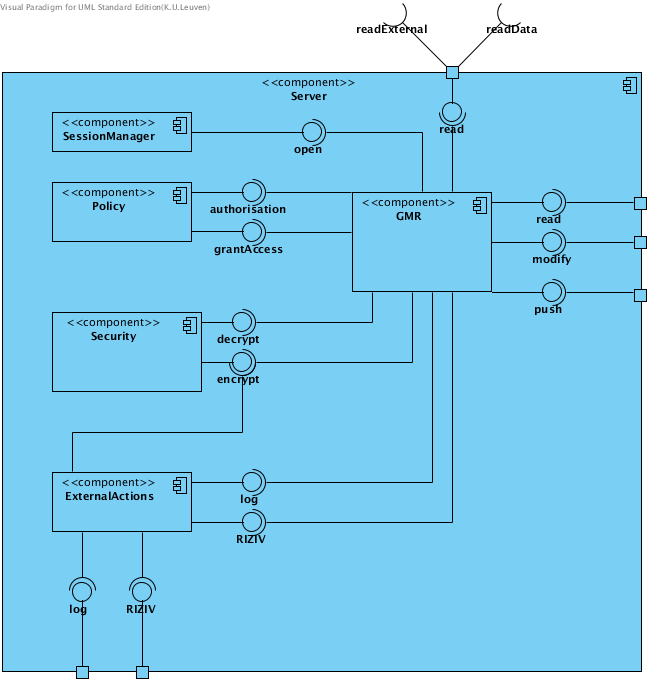 Visual Paradigm for UML Standard Edition(K.U.Leuven)
readExternal
readData
<<component>>
Server
<<component>>
SessionManager
open
read
<<component>>
Policy
authorisation
grantAccess
<<component>>
GMR
read
modify
push
<<component>>
Security
decrypt
encrypt
<<component>>
ExternalActions
log
RIZIV
log
RIZIV